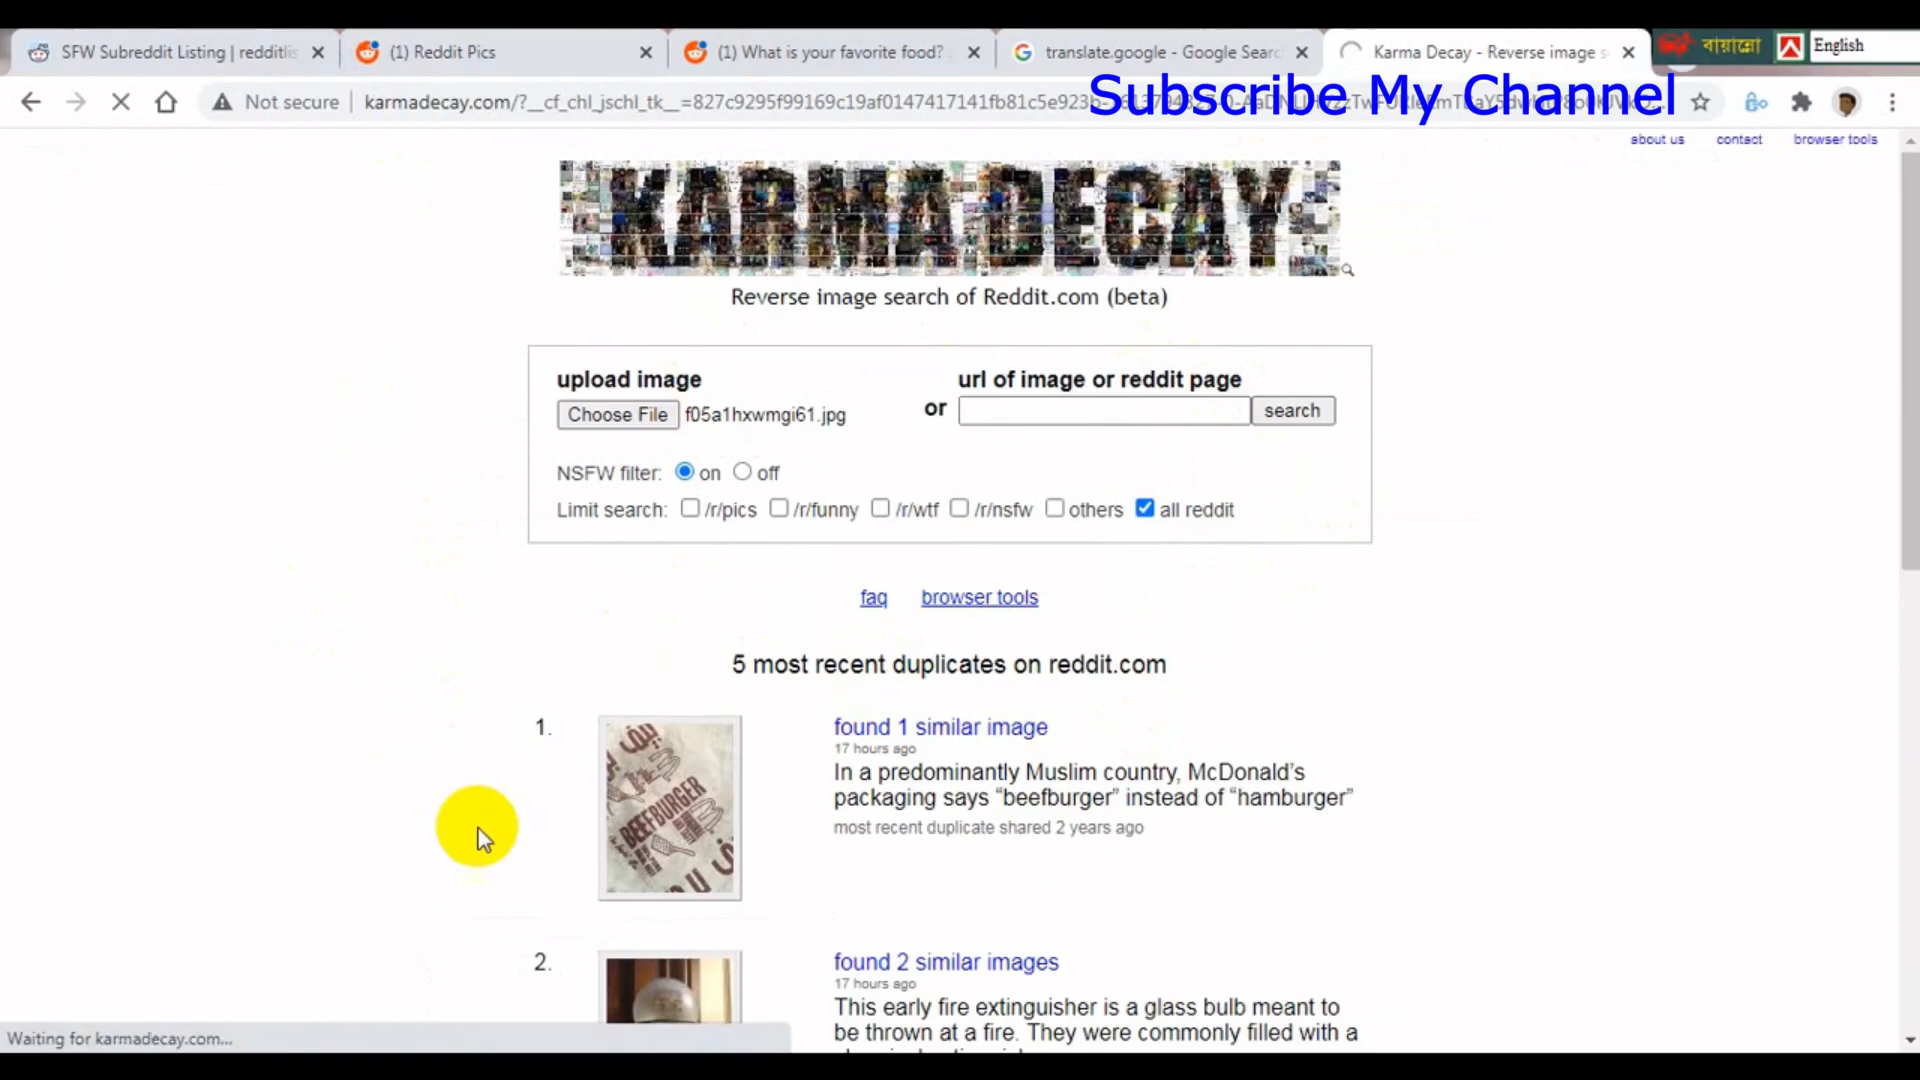 SFW Subreddit Listing | redditlis
(1) Reddit Pics
(1) What is your favorite food?
translate.google - Google Searc
Karma Decay - Reverse image s
বায়ান্নো
English
Not secure
karmadecay.com/?__cf_chl_jschl_tk__=827c9295f99169c19af0147417141fb81c5e923b-
Subscribe My Channel
about us contact browser tools
KARMA DECAY
Reverse image search of Reddit.com (beta)
upload image
url of image or reddit page
Choose File f05a1hxwmgi61.jpg
or
search
NSFW filter: on off
Limit search: /r/pics /r/funny /r/wtf /r/nsfw others all reddit
faq browser tools
5 most recent duplicates on reddit.com
1.
BEEFBURGER
found 1 similar image
17 hours ago
In a predominantly Muslim country, McDonald's
packaging says “beefburger” instead of “hamburger”
most recent duplicate shared 2 years ago
2.
found 2 similar images
17 hours ago
This early fire extinguisher is a glass bulb meant to
be thrown at a fire. They were commonly filled with a
Waiting for karmadecay.com...